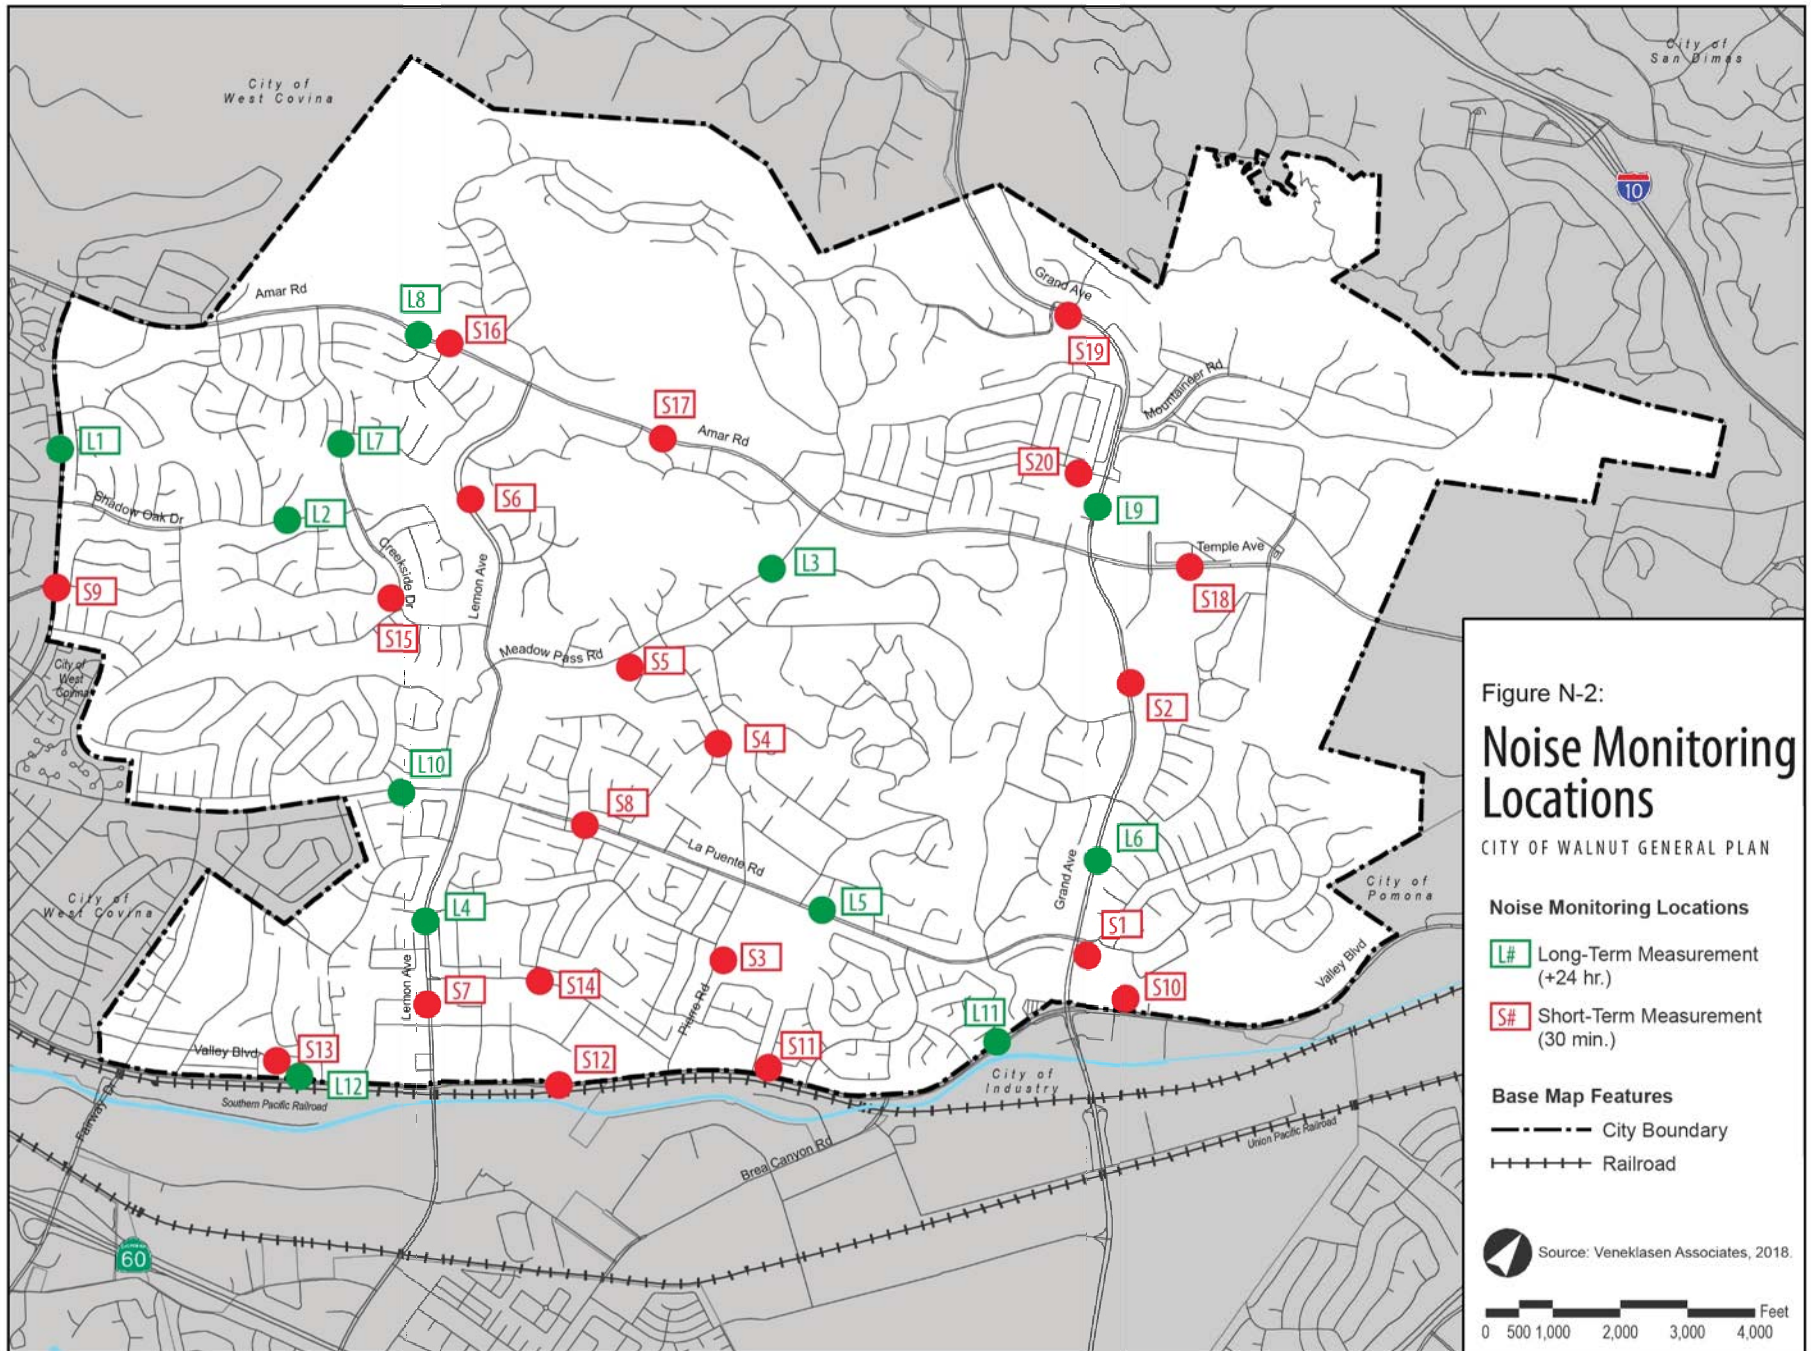 City of
West Covina
City of
San Dimas
10
Amar Rd
L8
S16
Grand Ave
S19
Mountaineer Rd
S17
Amar Rd
L1
L7
S20
S6
L9
Shadow Oak Dr
L2
Creekside Dr
Lemon Ave
L3
Temple Ave
S18
S9
S15
City of
West
Covina
Meadow Pass Rd
S5
S2
S4
L10
S8
La Puente Rd
L6
Grand Ave
City of
Pomona
City of
West Covina
L4
L5
S1
Lemon Ave
S7
S14
S3
Pierre Rd
S10
Valley Blvd
L11
Valley Blvd
S13
L12
S12
S11
City of
Industry
Southern Pacific Railroad
Fairway Dr
Brea Canyon Rd
Union Pacific Railroad
60
Figure N-2:
Noise Monitoring
Locations
CITY OF WALNUT GENERAL PLAN
Noise Monitoring Locations
L# Long-Term Measurement
(+24 hr.)
S# Short-Term Measurement
(30 min.)
Base Map Features
City Boundary
Railroad
Source: Veneklasen Associates, 2018.
Feet
0 500 1,000 2,000 3,000 4,000